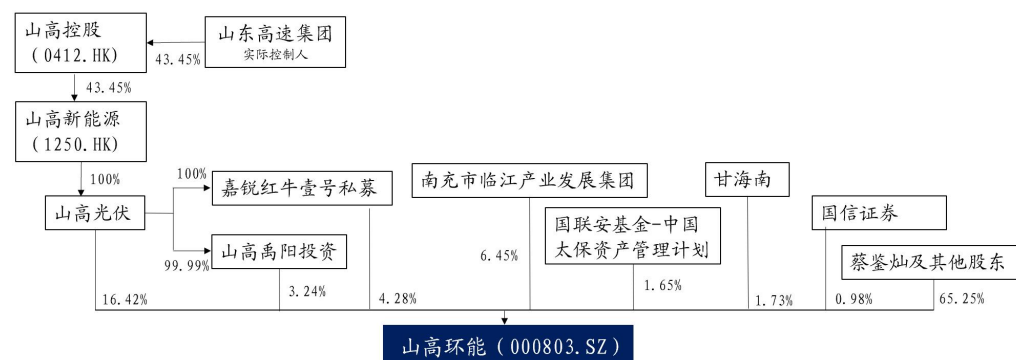 山高控股
(0412.HK)
山东高速集团
实际控制人
43.45%
43.45%
山高新能源
(1250.HK)
100%
100%
山高光伏
嘉锐红牛壹号私募
南充市临江产业发展集团
甘海南
国信证券
国联安基金-中国
太保资产管理计划
山高禹阳投资
99.99%
蔡鉴灿及其他股东
16.42%
3.24%
4.28%
6.45%
1.65%
1.73%
0.98%
65.25%
山高环能(000803.SZ)